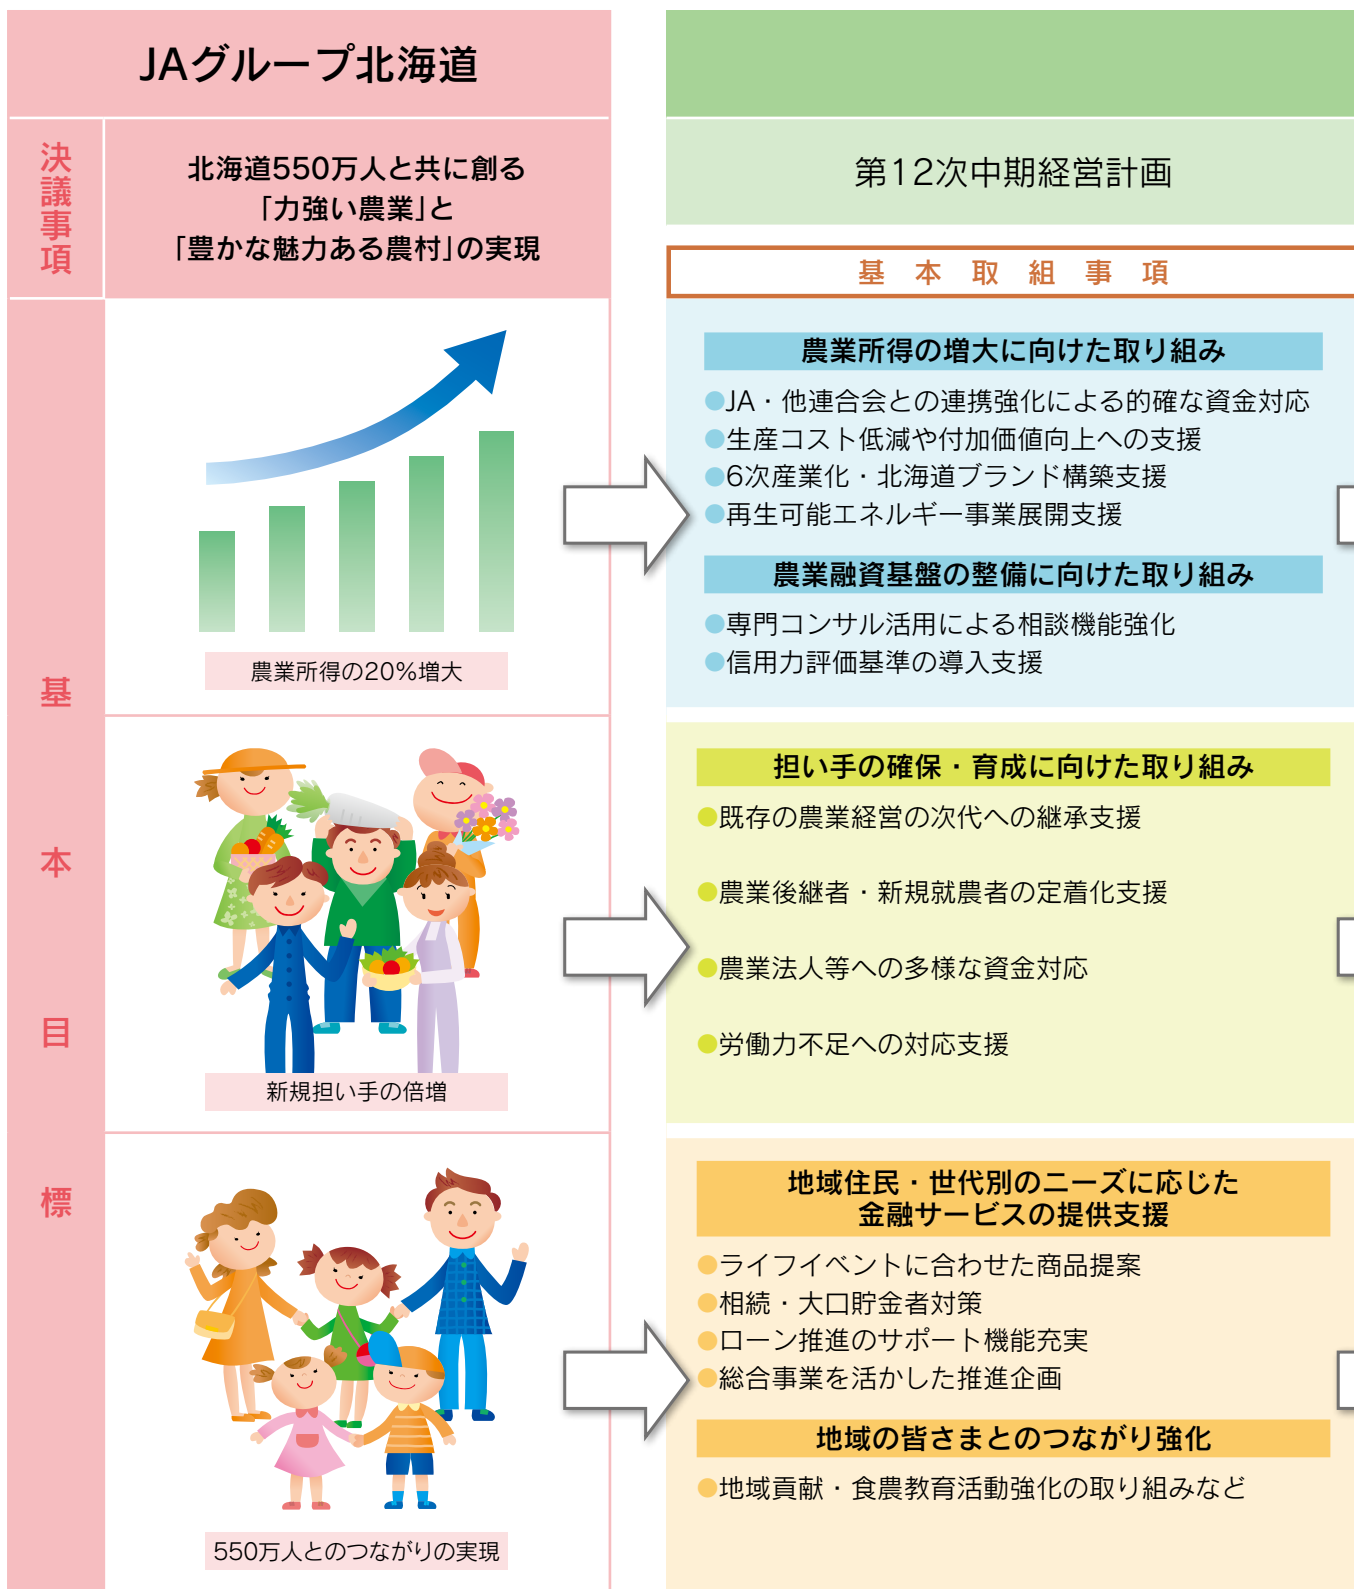 JAグループ北海道
決議事項
北海道550万人と共に創る
「力強い農業」と
「豊かな魅力ある農村」の実現
基本目標
農業所得の20%増大
新規担い手の倍増
550万人とのつながりの実現
第12次中期経営計画
基本取組事項
農業所得の増大に向けた取り組み
●JA・他連合会との連携強化による的確な資金対応
●生産コスト低減や付加価値向上への支援
●6次産業化・北海道ブランド構築支援
●再生可能エネルギー事業展開支援
農業融資基盤の整備に向けた取り組み
●専門コンサル活用による相談機能強化
●信用力評価基準の導入支援
担い手の確保・育成に向けた取り組み
●既存の農業経営の次代への継承支援
●農業後継者・新規就農者の定着化支援
●農業法人等への多様な資金対応
●労働力不足への対応支援
地域住民・世代別のニーズに応じた
金融サービスの提供支援
●ライフイベントに合わせた商品提案
●相続・大口貯金者対策
●ローン推進のサポート機能充実
●総合事業を活かした推進企画
地域の皆さまとのつながり強化
●地域貢献・食農教育活動強化の取り組みなど